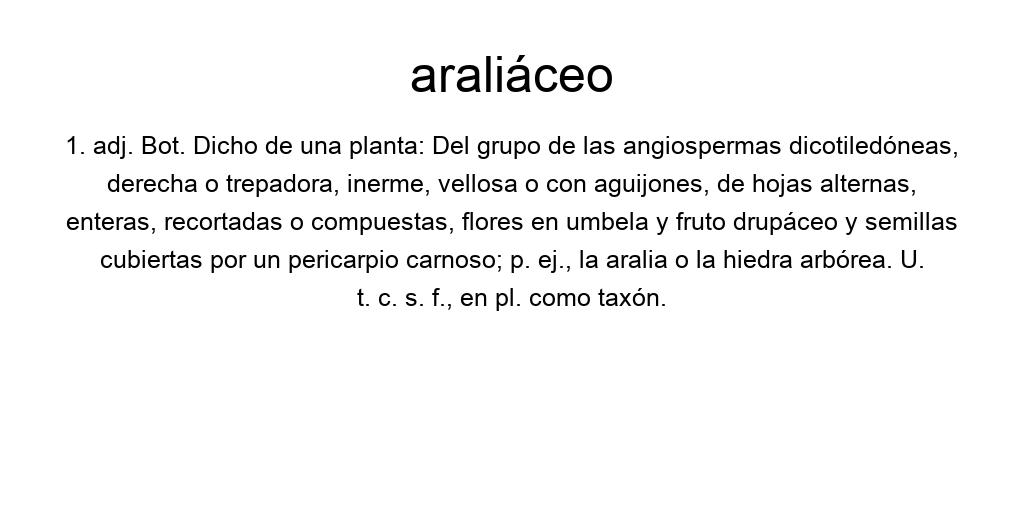 araliáceo
1. adj. Bot. Dicho de una planta: Del grupo de las angiospermas dicotiledóneas,
derecha o trepadora, inerme, vellosa o con aguijones, de hojas alternas,
enteras, recortadas o compuestas, flores en umbela y fruto drupáceo y semillas
cubiertas por un pericarpio carnoso; p. ej., la aralia o la hiedra arbórea. U.
t. c. s. f., en pl. como taxón.